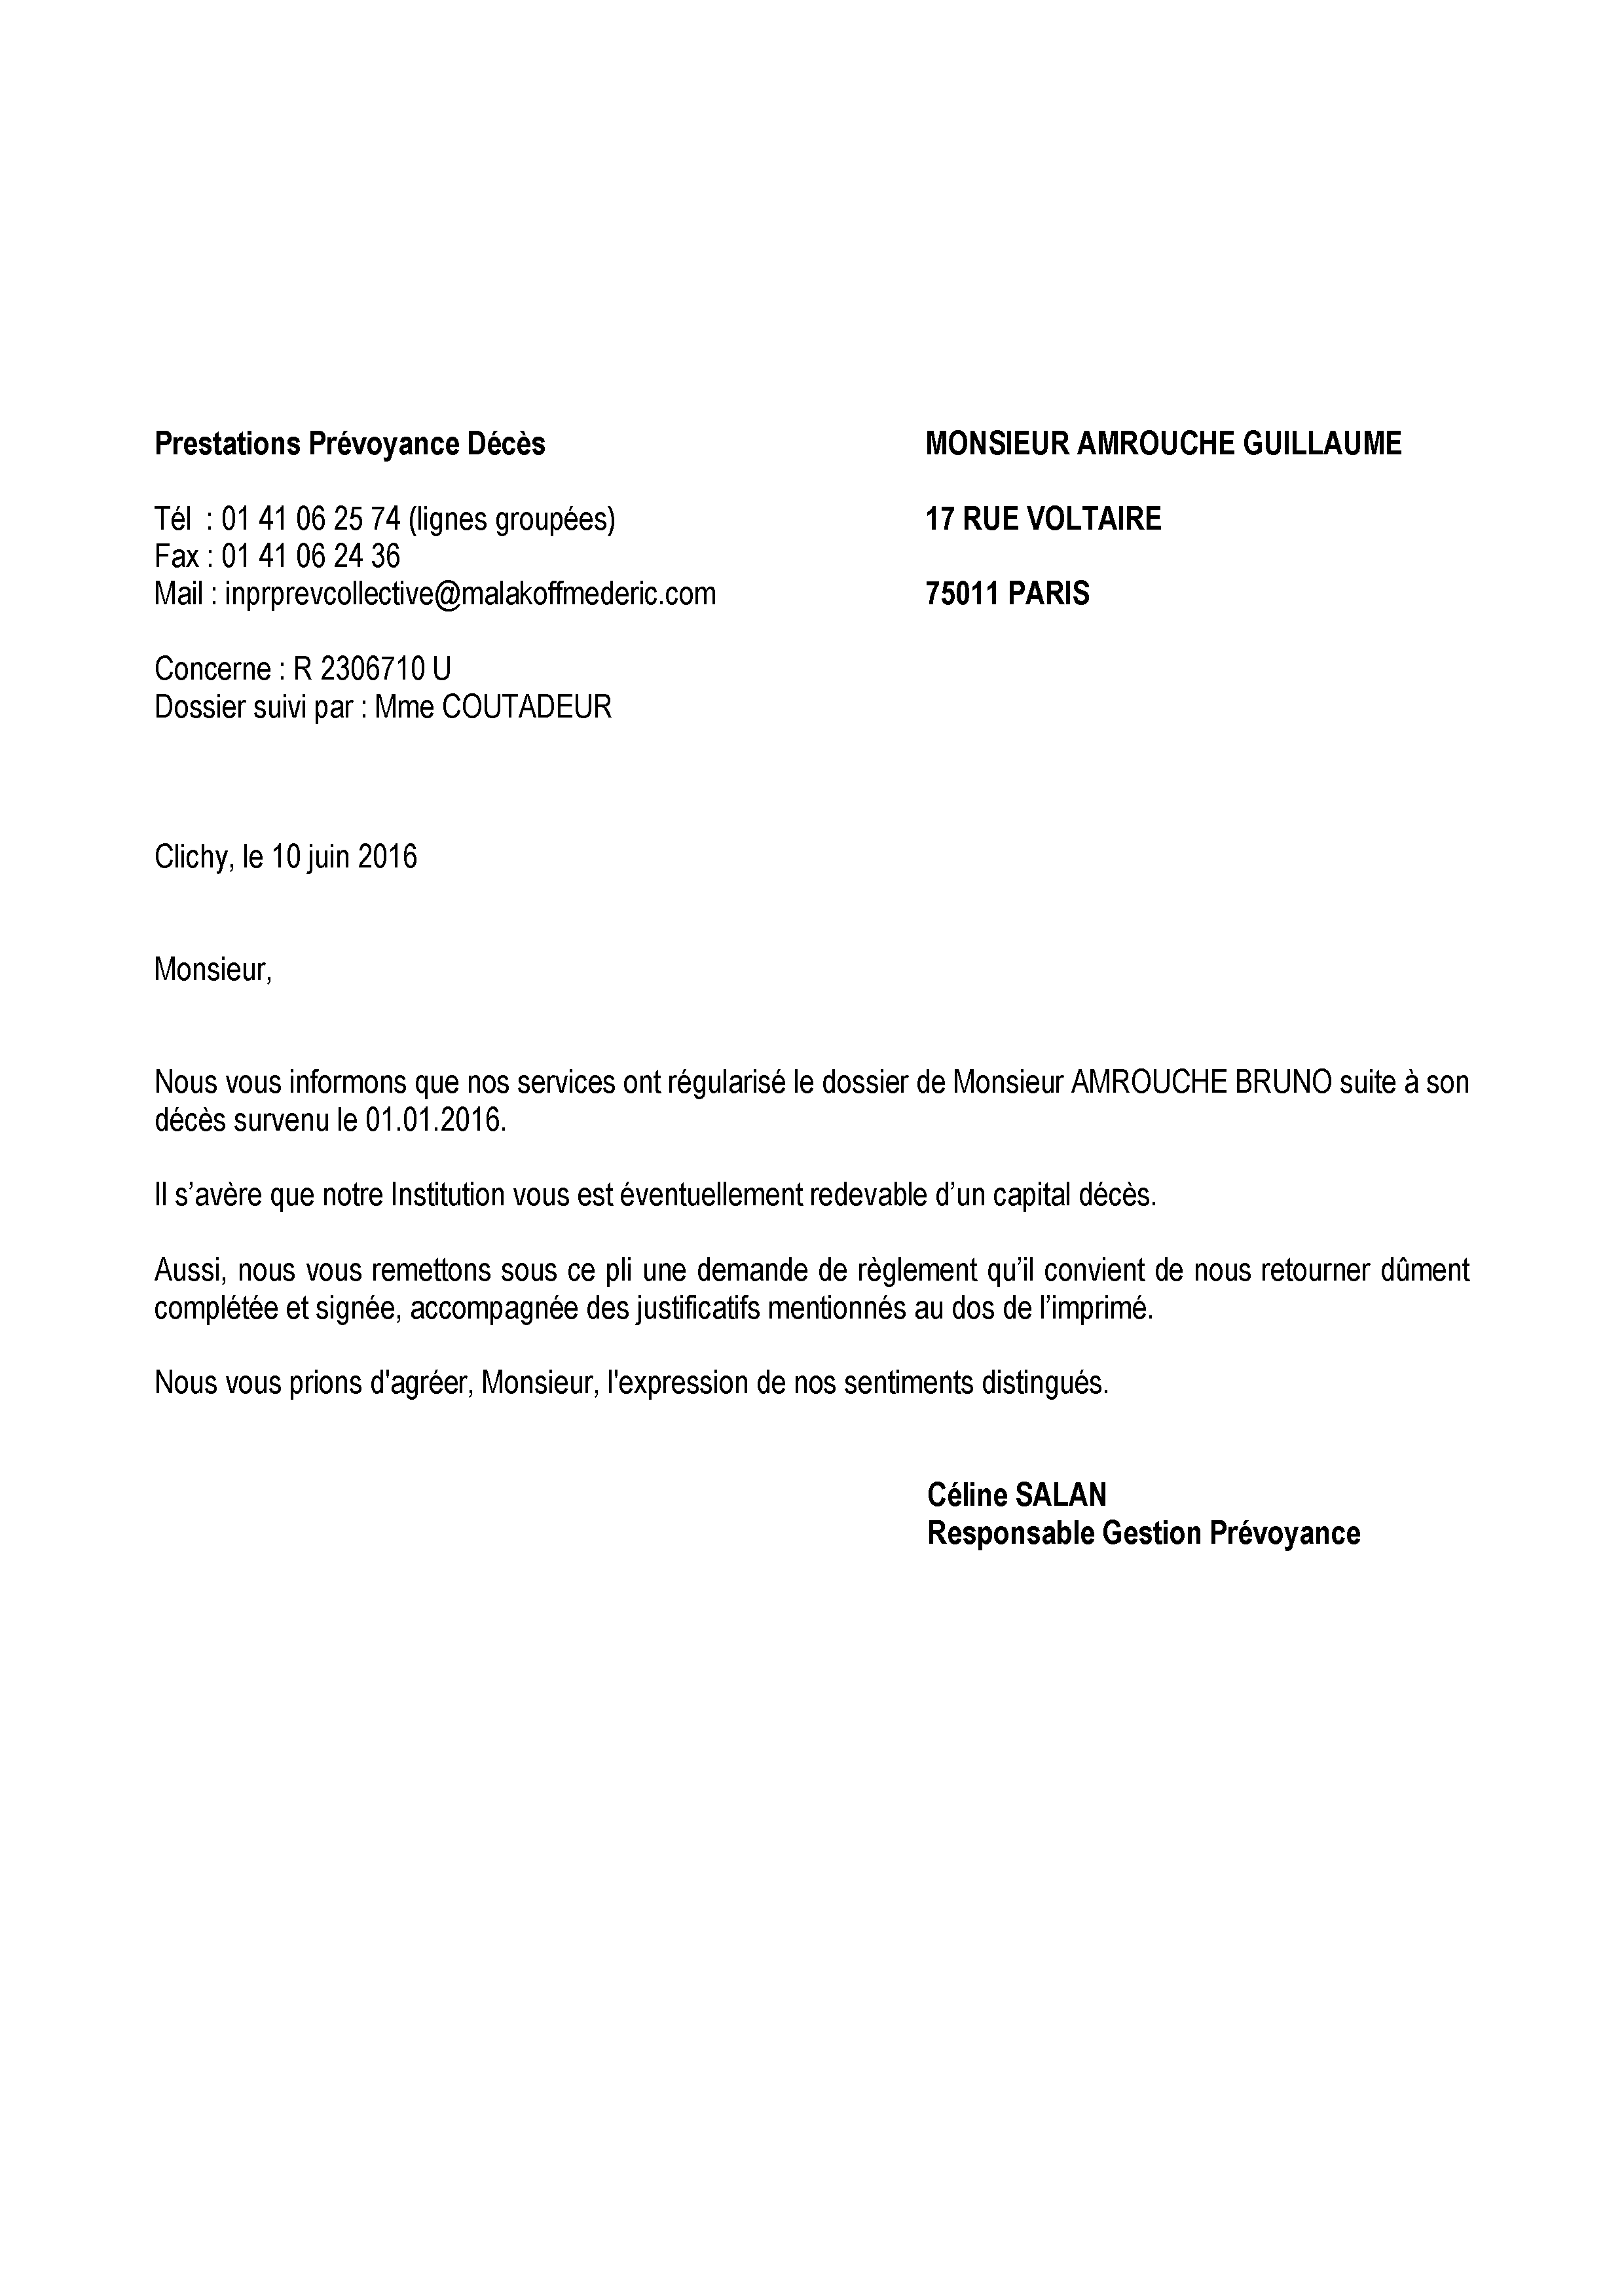 Prestations Prévoyance Décès
MONSIEUR AMROUCHE GUILLAUME
Tél : 01 41 06 25 74 (lignes groupées)
17 RUE VOLTAIRE
Fax : 01 41 06 24 36
Mail : inprprevcollective@malakoffmederic.com
75011 PARIS
Concerne : R 2306710 U
Dossier suivi par : Mme COUTADEUR
Clichy, le 10 juin 2016
Monsieur,
Nous vous informons que nos services ont régularisé le dossier de Monsieur AMROUCHE BRUNO suite à son
décès survenu le 01.01.2016.
Il s’avère que notre Institution vous est éventuellement redevable d’un capital décès.
Aussi, nous vous remettons sous ce pli une demande de règlement qu’il convient de nous retourner dûment
complétée et signée, accompagnée des justificatifs mentionnés au dos de l’imprimé.
Nous vous prions d'agréer, Monsieur, l'expression de nos sentiments distingués.
Céline SALAN
Responsable Gestion Prévoyance